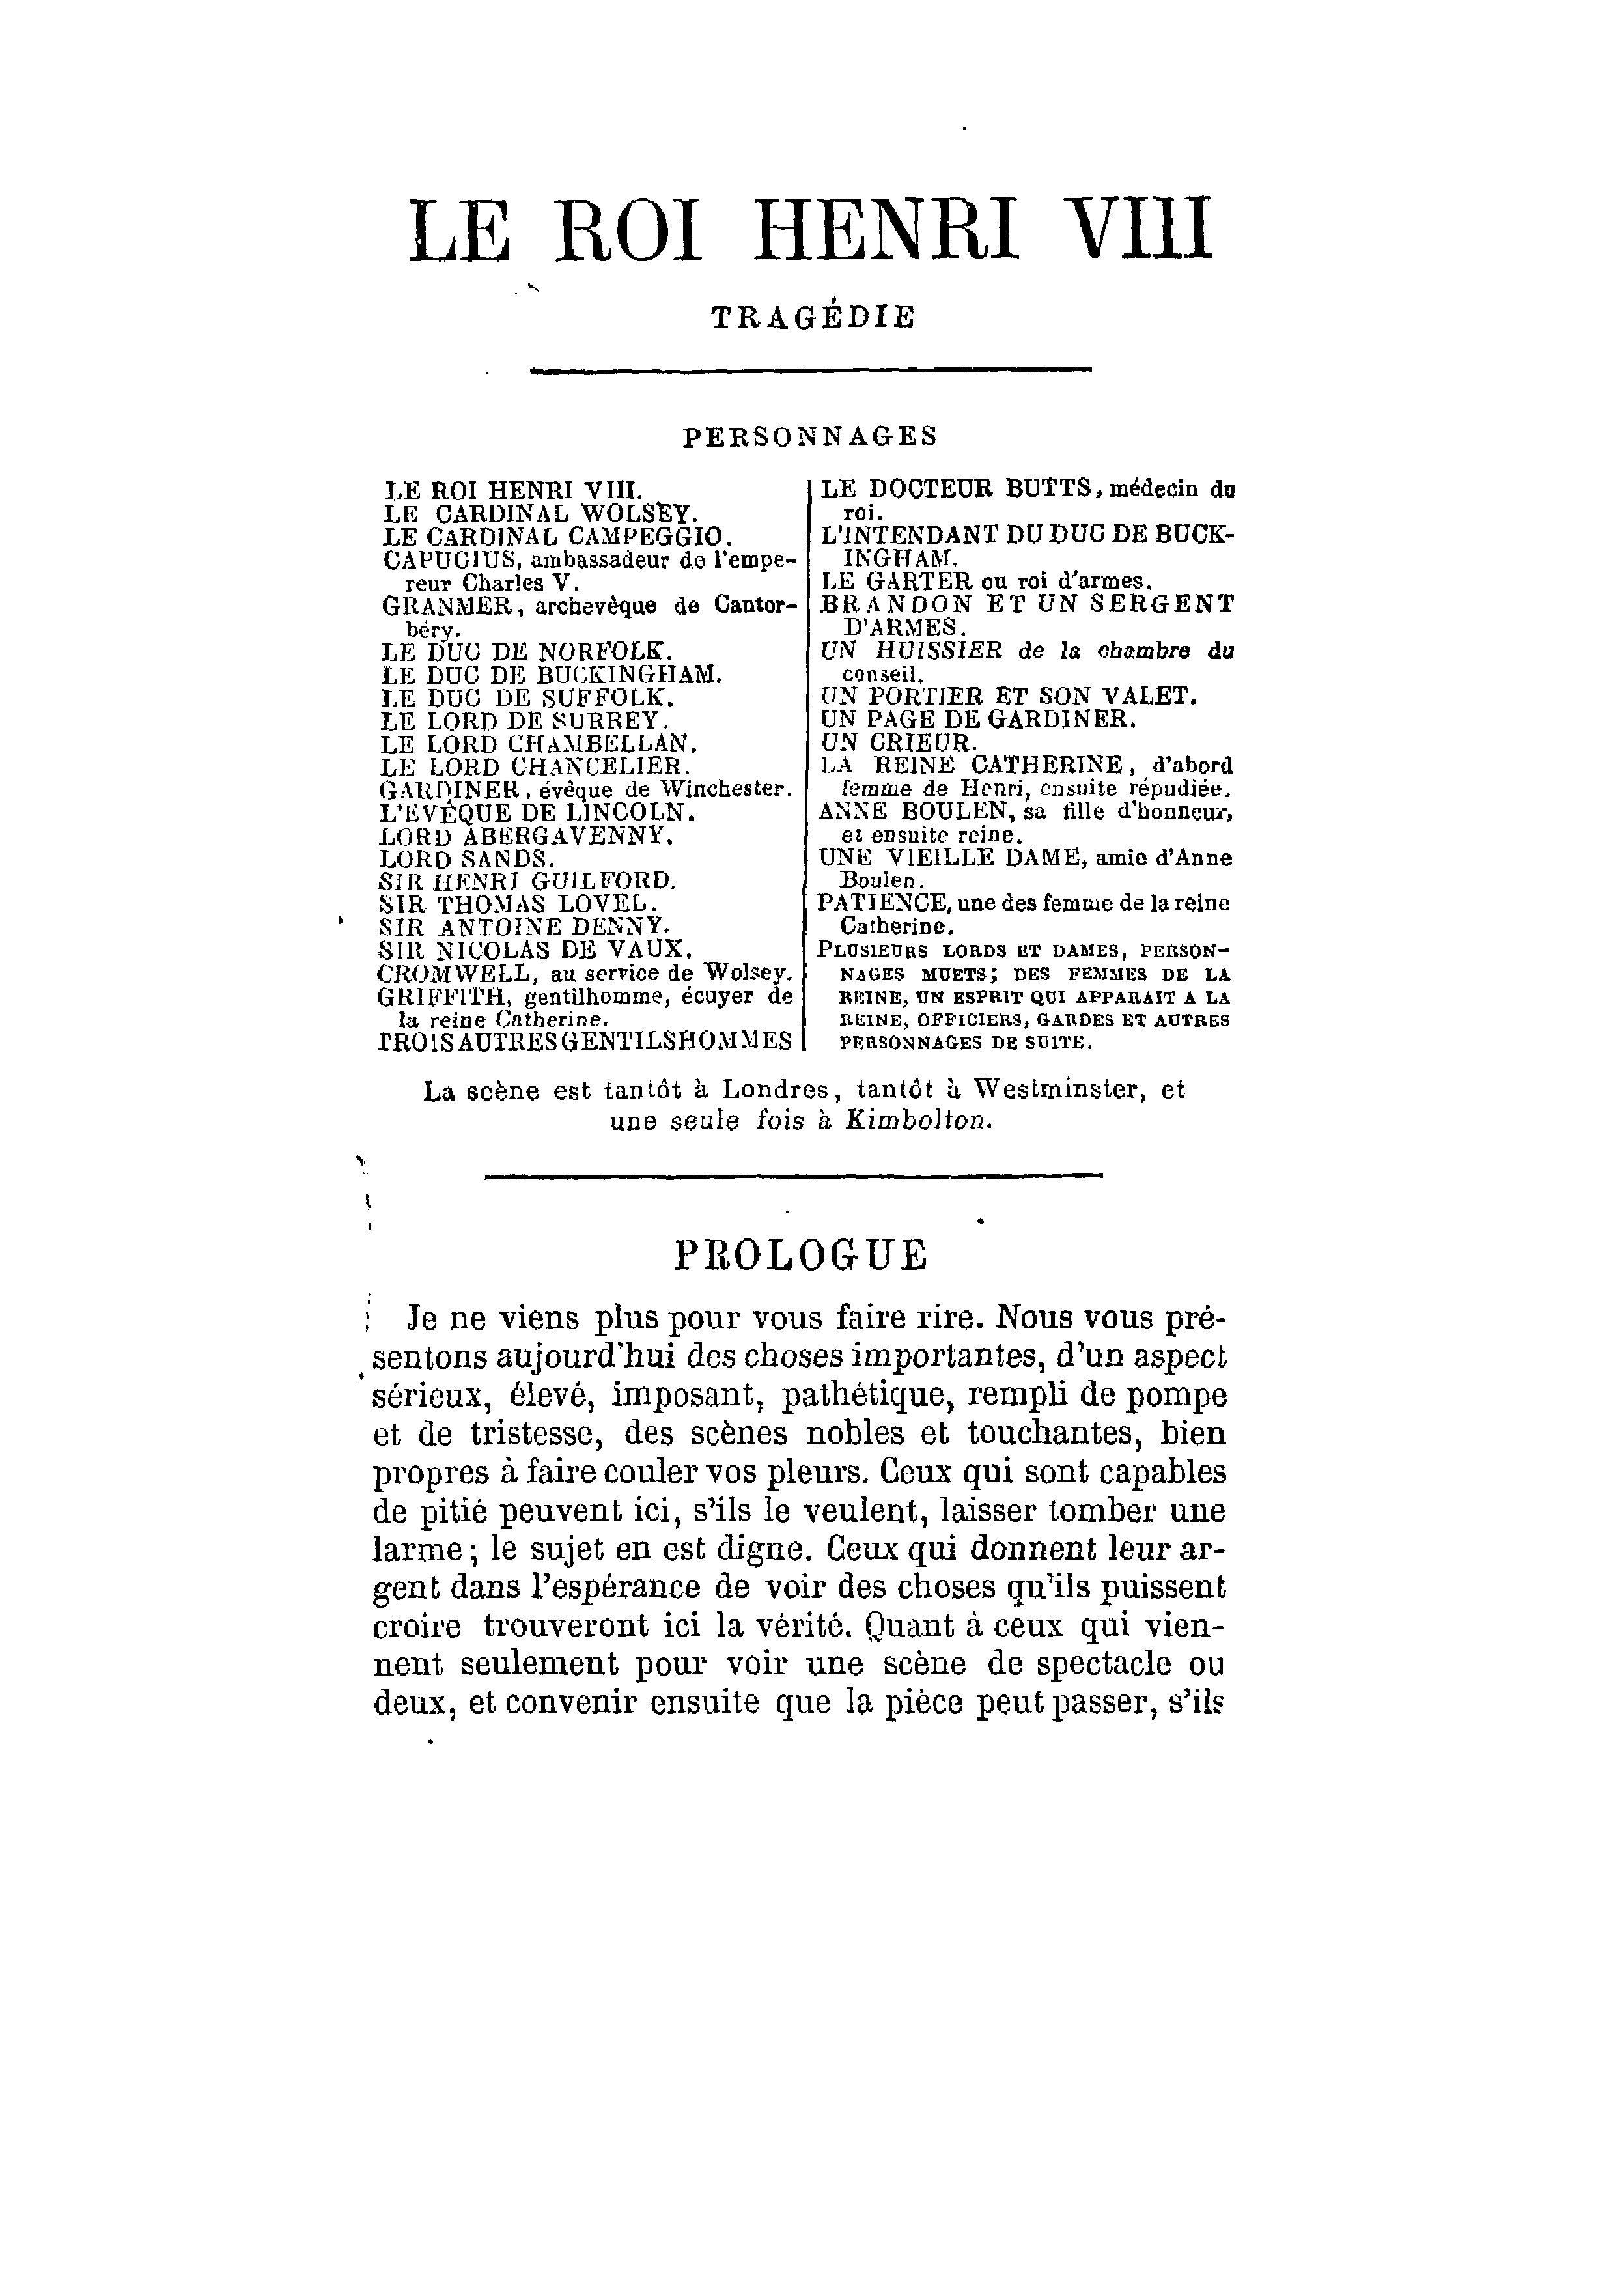 LE ROI HENRI VIII
TRAGÉDIE
PERSONNAGES
LE ROI HENRI VIII.
LE CARDINAL WOLSEY.
LE CARDINAL CAMPEGGIO.
CAPUCIUS, ambassadeur de l'empe-
reur Charles V.
GRANMER, archevêque de Cantor-
béry.
LE DUC DE NORFOLK.
LE DUC DE BUCKINGHAM.
LE DUC DE SUFFOLK.
LE LORD DE SURREY.
LE LORD CHAMBELLAN.
LE LORD CHANCELIER.
GARDINER, évêque de Winchester.
L'EVÊQUE DE LINCOLN.
LORD ABERGAVENNY.
LORD SANDS.
SIR HENRI GUILFORD.
SIR THOMAS LOVEL.
SIR ANTOINE DENNY.
SIR NICOLAS DE VAUX.
CROMWELL, au service de Wolsey.
GRIFFITH, gentilhomme, écuyer de
la reine Catherine.
TROIS AUTRES GENTILSHOMMES
LE DOCTEUR BUTTS, médecin du
roi.
L'INTENDANT DU DUC DE BUCK-
INGHAM.
LE GARTER ou roi d'armes.
BRANDON ET UN SERGENT
D'ARMES.
UN HUISSIER de la chambre du
conseil.
UN PORTIER ET SON VALET.
UN PAGE DE GARDINER.
UN CRIEUR.
LA REINE CATHERINE, d'abord
femme de Henri, ensuite répudiée.
ANNE BOULEN, sa fille d'honneur,
et ensuite reine.
UNE VIEILLE DAME, amie d'Anne
Boulen.
PATIENCE, une des femme de la reine
Catherine.
PLUSIEURS LORDS ET DAMES, PERSON-
NAGES MUETS; DES FEMMES DE LA
REINE, UN ESPRIT QUI APPARAIT A LA
REINE, OFFICIERS, GARDES ET AUTRES
PERSONNAGES DE SUITE.
La scène est tantôt à Londres, tantôt à Westminster, et
une seule fois à Kimbolton.
PROLOGUE
Je ne viens plus pour vous faire rire. Nous vous pré-
sentons aujourd'hui des choses importantes, d'un aspect
sérieux, élevé, imposant, pathétique, rempli de pompe
et de tristesse, des scènes nobles et touchantes, bien
propres à faire couler vos pleurs. Ceux qui sont capables
de pitié peuvent ici, s'ils le veulent, laisser tomber une
larme; le sujet en est digne. Ceux qui donnent leur ar-
gent dans l'espérance de voir des choses qu'ils puissent
croire trouveront ici la vérité. Quant à ceux qui vien-
nent seulement pour voir une scène de spectacle ou
deux, et convenir ensuite que la pièce peut passer, s'ils